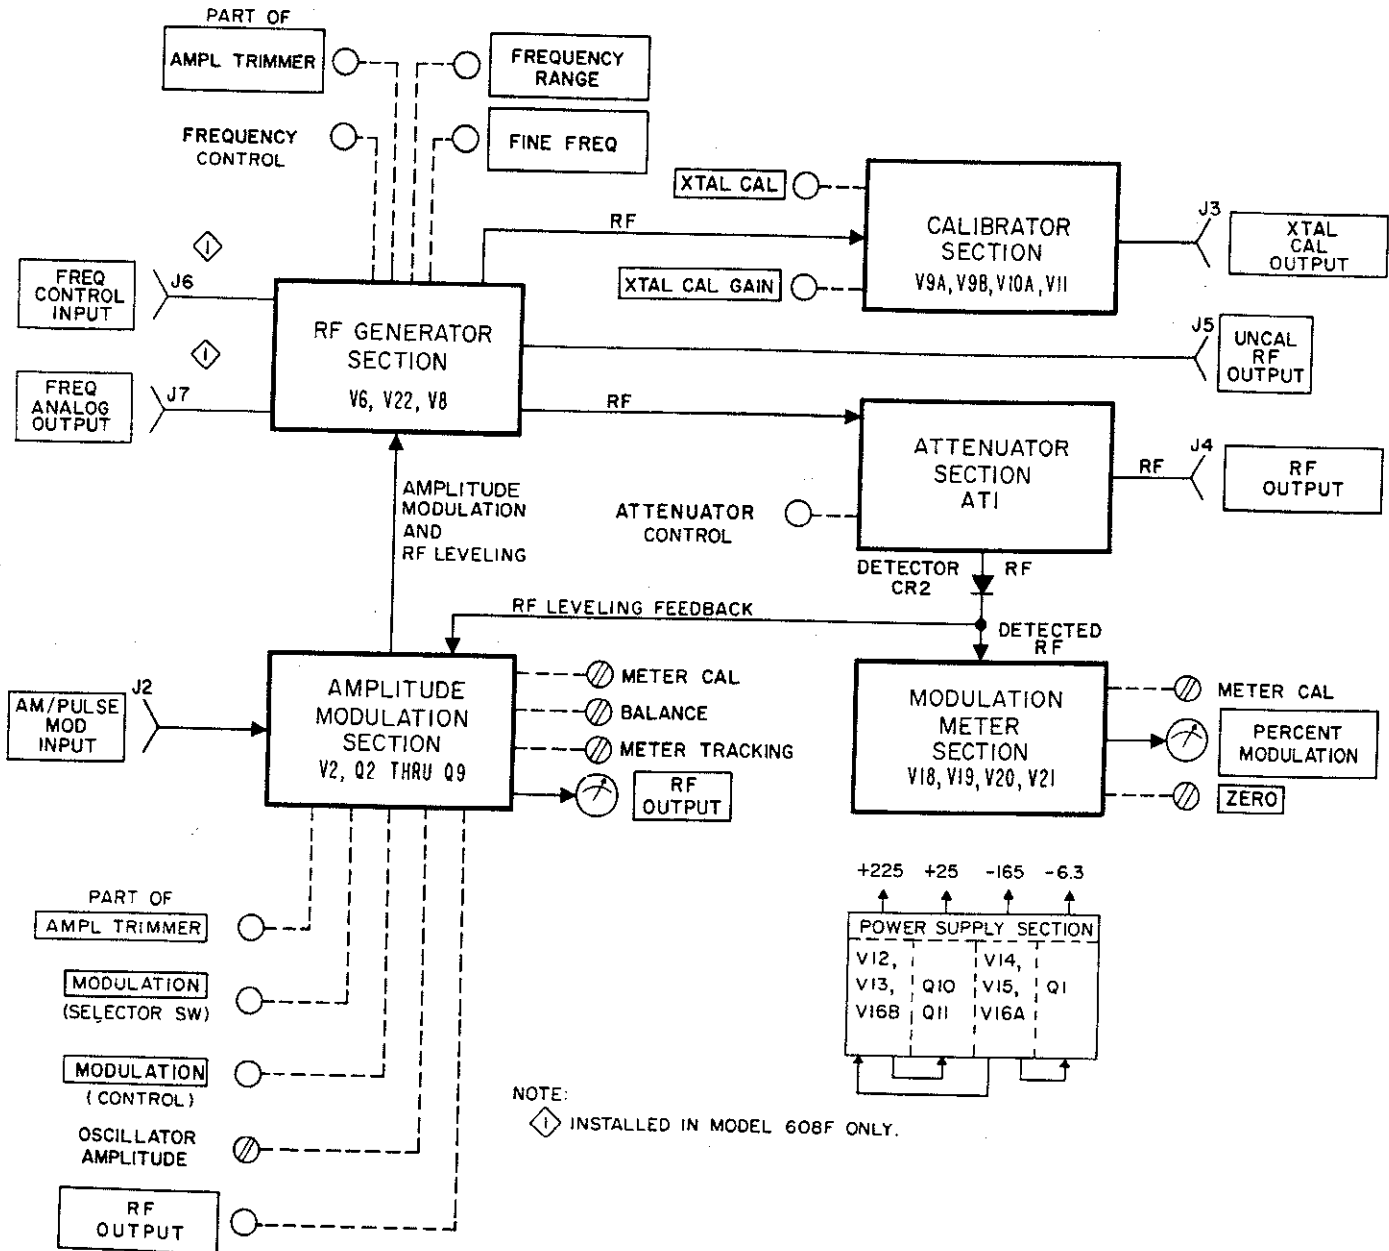 PART OF
AMPL TRIMMER
FREQUENCY
RANGE
FREQUENCY
CONTROL
FINE FREQ
XTAL CAL
XTAL CAL GAIN
RF
CALIBRATOR
SECTION
V9A, V9B, V10A, V11
J3
XTAL
CAL
OUTPUT
1
FREQ
CONTROL
INPUT
J6
1
FREQ
ANALOG
OUTPUT
J7
RF GENERATOR
SECTION
V6, V22, V8
J5
UNCAL
RF
OUTPUT
RF
ATTENUATOR
SECTION
AT1
RF
J4
RF
OUTPUT
AMPLITUDE
MODULATION
AND
RF LEVELING
ATTENUATOR
CONTROL
DETECTOR
CR2
RF
RF LEVELING FEEDBACK
DETECTED
RF
J2
AM/PULSE
MOD
INPUT
AMPLITUDE
MODULATION
SECTION
V2, Q2 THRU Q9
METER CAL
BALANCE
METER TRACKING
RF
OUTPUT
MODULATION
METER
SECTION
V18, V19, V20, V21
METER CAL
PERCENT
MODULATION
ZERO
PART OF
AMPL TRIMMER
MODULATION
(SELECTOR SW)
MODULATION
(CONTROL)
OSCILLATOR
AMPLITUDE
RF
OUTPUT
+225 +25 -165 -6.3
POWER SUPPLY SECTION
V12,
V13,
V16B
Q10
Q11
V14,
V15,
V16A
Q1
NOTE:
1 INSTALLED IN MODEL 608F ONLY.